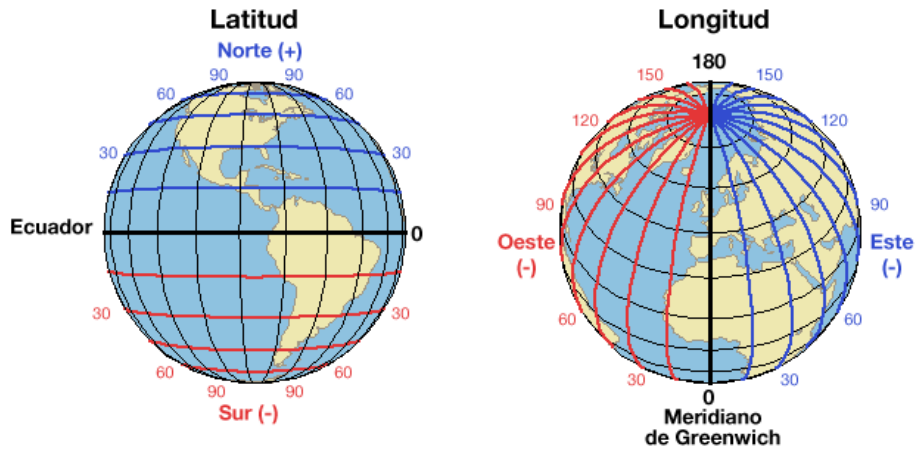 Latitud
Norte (+)
90 90
60 60
30 30
Ecuador 0
30 30
60 60
90 90
Sur (-)
Longitud
180
150 150
120 120
90 90
Oeste Este
(-) (-)
60 60
30 30
0
Meridiano
de Greenwich